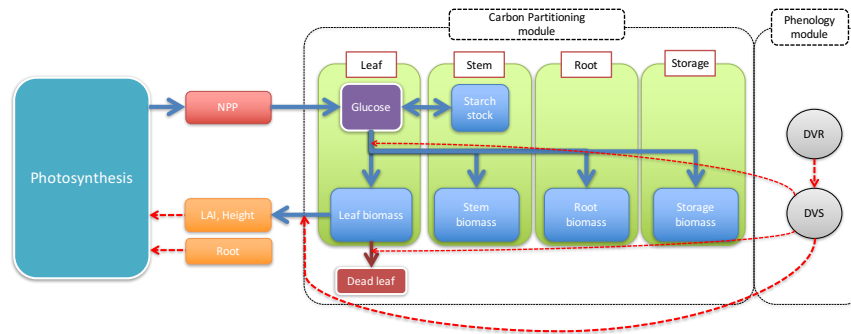 Carbon Partitioning
module
Phenology
module
Leaf
Stem
Root
Storage
NPP
Glucose
Starch
stock
DVR
Photosynthesis
LAI, Height
Leaf biomass
Stem
biomass
Root
biomass
Storage
biomass
DVS
Root
Dead leaf